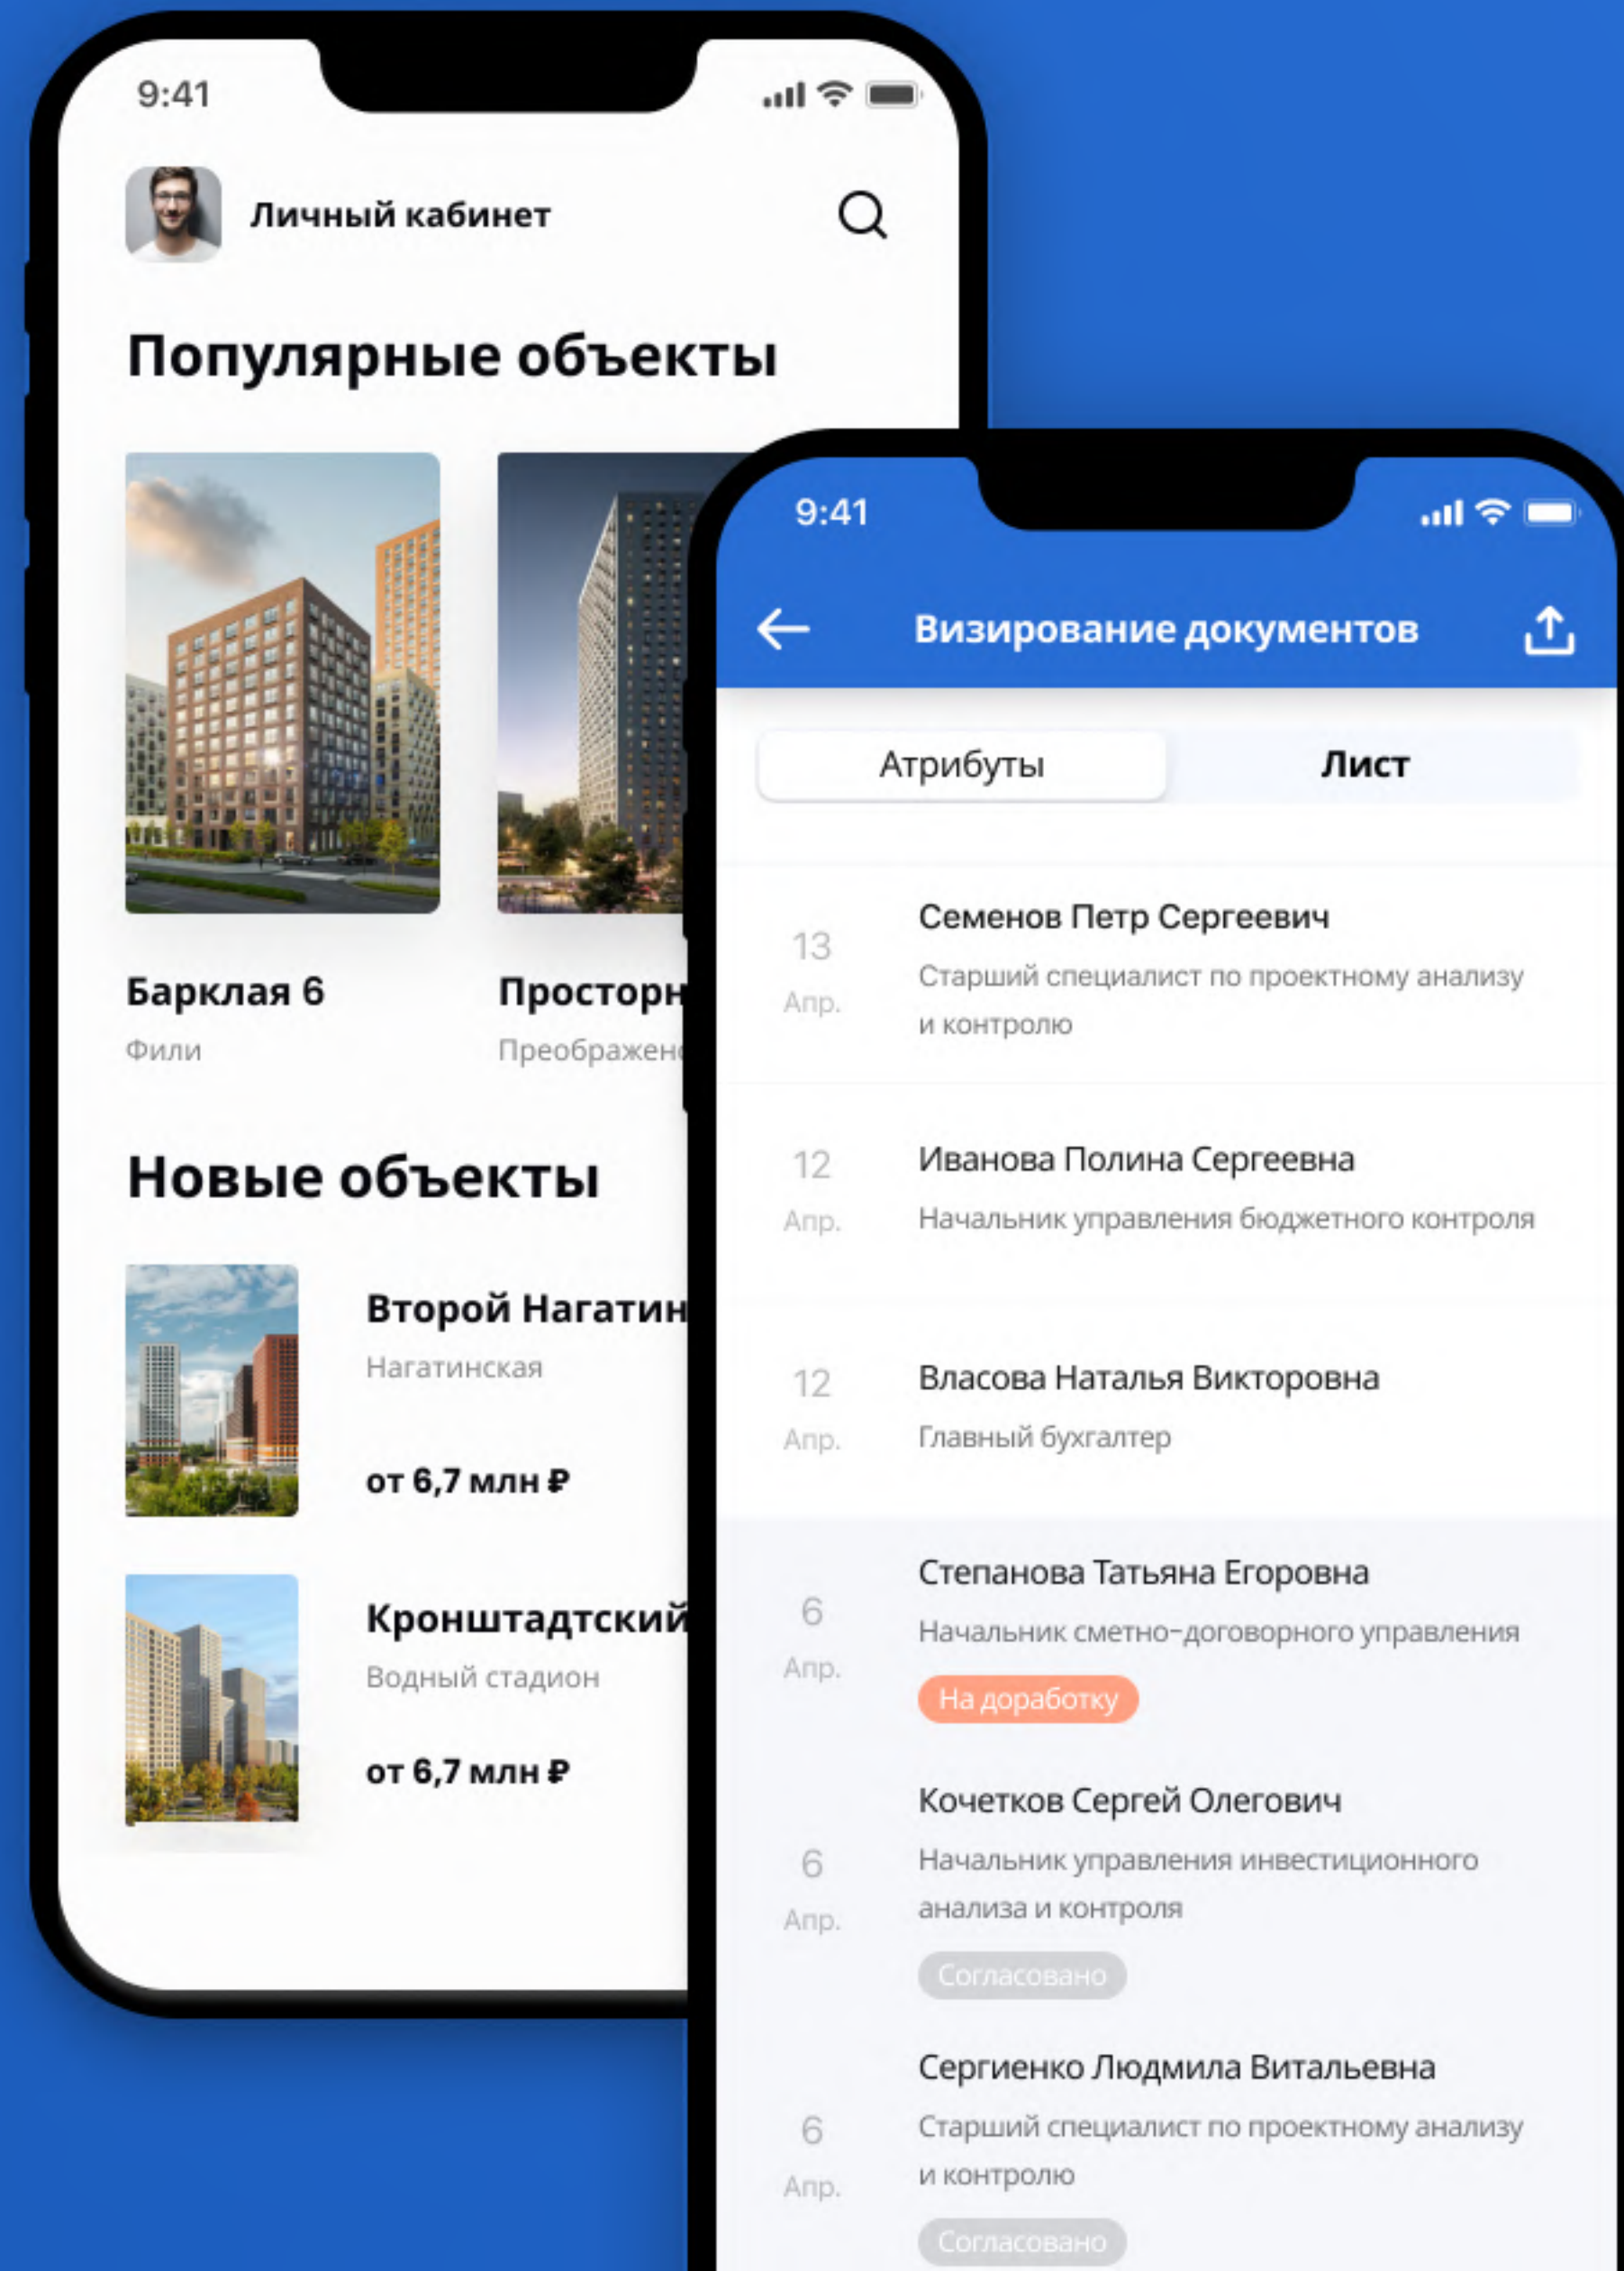 9:41
Личный кабинет
Популярные объекты
Барклая 6
Фили
Новые объекты
Второй
Нагатинская
от 6,7 млн ₽
Кронштадтский
Водный стадион
от 6,7 млн ₽
9:41
Визирование документов
Атрибуты
Лист
13
Апр.
Семенов Петр Сергеевич
Старший специалист по проектному анализу
и контролю
12
Апр.
Иванова Полина Сергеевна
Начальник управления бюджетного контроля
12
Апр.
Власова Наталья Викторовна
Главный бухгалтер
6
Апр.
Степанова Татьяна Егоровна
Начальник сметно-договорного управления
На доработку
6
Апр.
Кочетков Сергей Олегович
Начальник управления инвестиционного
анализа и контроля
Согласовано
6
Апр.
Сергиенко Людмила Витальевна
Старший специалист по проектному анализу
и контролю
Согласовано